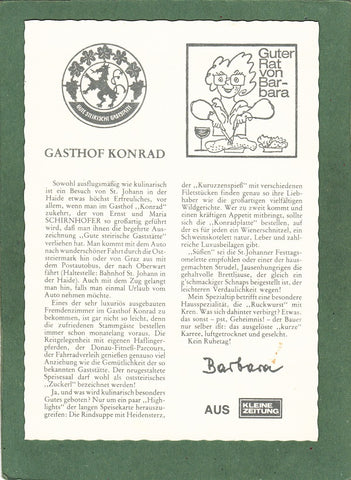 GUTE STEIRISCHE GASTSTÄTTE
Guter
Rat
von
Bar-
bara
GASTHOF KONRAD
Sowohl ausflugsmäßig wie kulinarisch
ist ein Besuch von St. Johann in der
Haide etwas höchst Erfreuliches, vor
allem, wenn man im Gasthof „Konrad"
zukehrt, der von Ernst und Maria
SCHIRNHOFER so großartig geführt
wird, daß man ihnen die begehrte Aus-
zeichnung „Gute steirische Gaststätte"
verliehen hat. Man kommt mit dem Auto
nach wunderschöner Fahrt durch die Ost-
steiermark hin oder von Graz aus mit
dem Postautobus, der nach Oberwart
fährt (Haltestelle: Bahnhof St. Johann in
der Haide). Auch mit dem Zug gelangt
man hin, falls man einmal Urlaub vom
Auto nehmen möchte.
Eines der sehr luxuriös ausgebauten
Fremdenzimmer im Gasthof Konrad zu
bekommen, ist gar nicht so leicht, denn
die zufriedenen Stammgäste bestellen
immer schon monatelang voraus. Die
Reitgelegenheit mit eigenen Haflinger-
pferden, der Donau-Fitneß-Parcours,
der Fahrradverleih genießen genauso viel
Anziehung wie die Gemütlichkeit der so
bekannten Gaststätte. Der neugestaltete
Speisesaal darf wohl als oststeirisches
„Zuckerl" bezeichnet werden!
Ja, und was wird kulinarisch besonders
Gutes geboten? Nur um ein paar „High-
lights" der langen Speisekarte herauszu-
greifen: Die Rindsuppe mit Heidensterz,
der „Kuruzzenspieß" mit verschiedenen
Filetstücken finden genau so ihre Lieb-
haber wie die großartigen vielfältigen
Wildgerichte. Wer zu zweit kommt und
einen kräftigen Appetit mitbringt, sollte
sich die „Konradplatte" bestellen, bei
der es für jeden ein Wienerschnitzel, ein
Schweinskotelett natur, Leber und zahl-
reiche Luxusbeilagen gibt.
„Süßen" sei die St. Johanner Festtags-
omelette empfohlen oder einer der haus-
gemachten Strudel, Jausenhungrigen die
gehaltvolle Brettljause, der gleich ein
g'schmackiger Schnaps beigestellt ist, der
leichteren Verdaulichkeit wegen!
Mein Spezialtip betrifft eine besondere
Hausspezialität, die „Ruckwurst" mit
Kren. Was sich dahinter verbirgt? Etwas,
das sonst – pst, Geheimnis! – der Bauer
nur selber ißt: das ausgelöste „kurze"
Karree, luftgetrocknet und geselcht.
Kein Ruhetag!
Barbara
AUS KLEINE
ZEITUNG